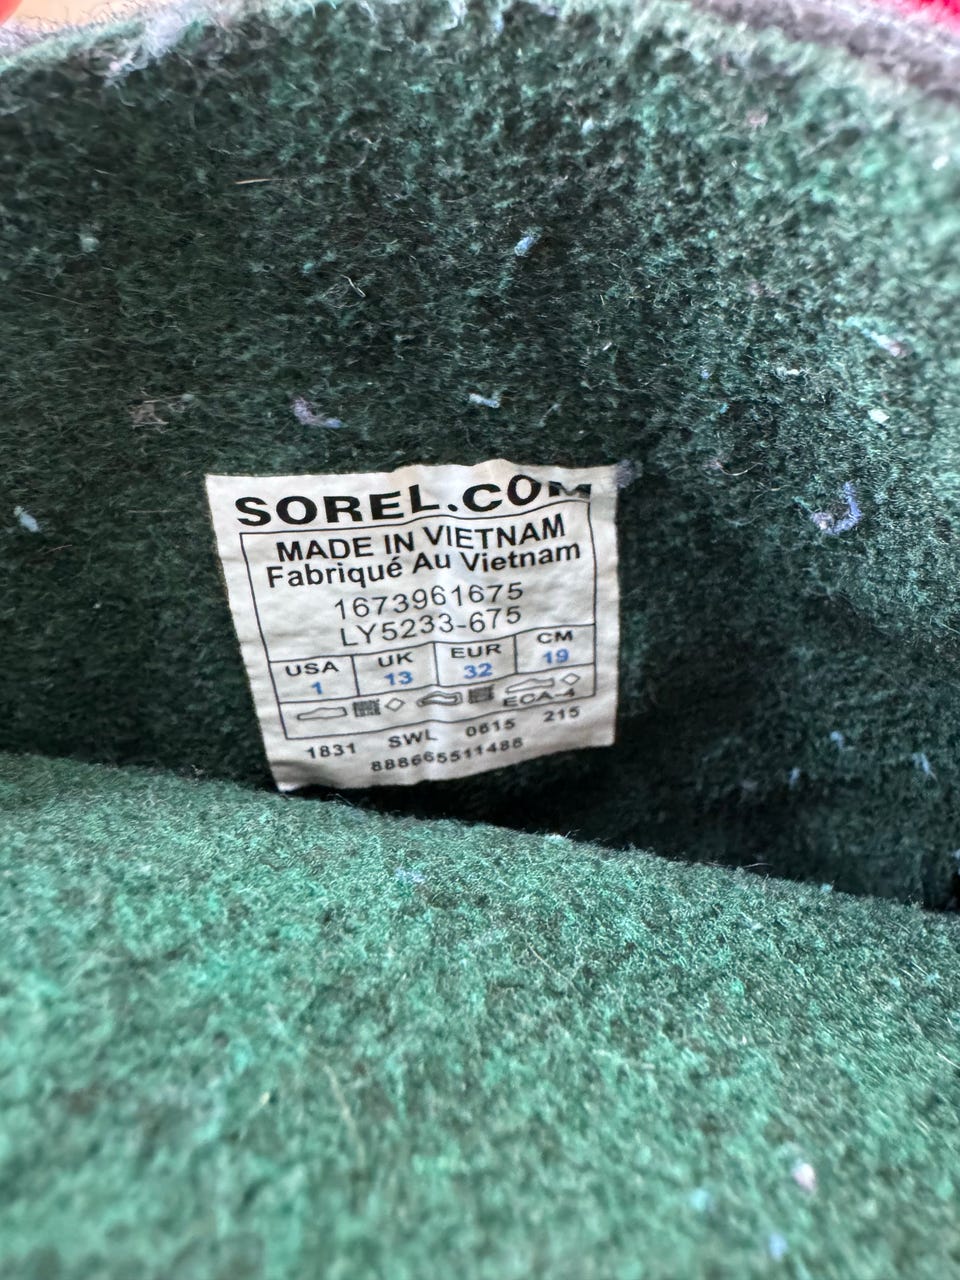 SOREL.COM
MADE IN VIETNAM
Fabriqué Au Vietnam
1673961675
LY5233-675
USA UK EUR CM
1 13 32 19
ECA-4
1831 SWL 0615 215
888665511488